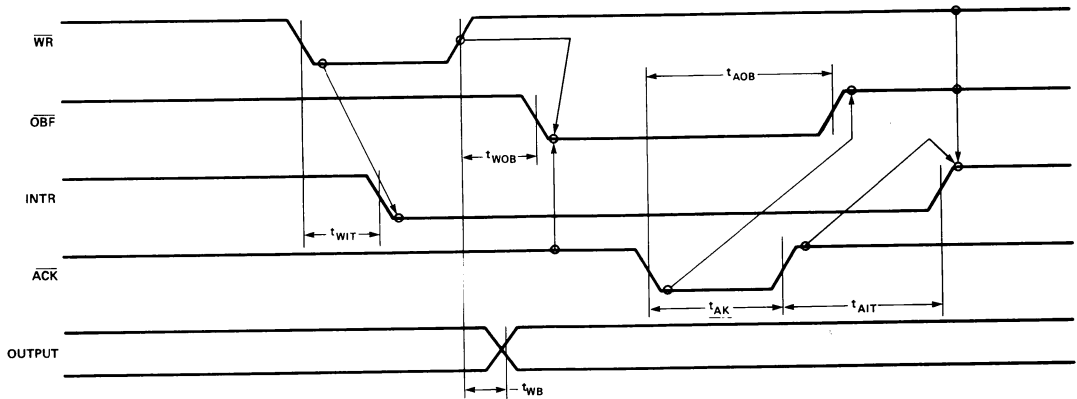 WR
tAOB
OBF
tWOB
INTR
tWIT
ACK
tAK
tAIT
OUTPUT
tWB